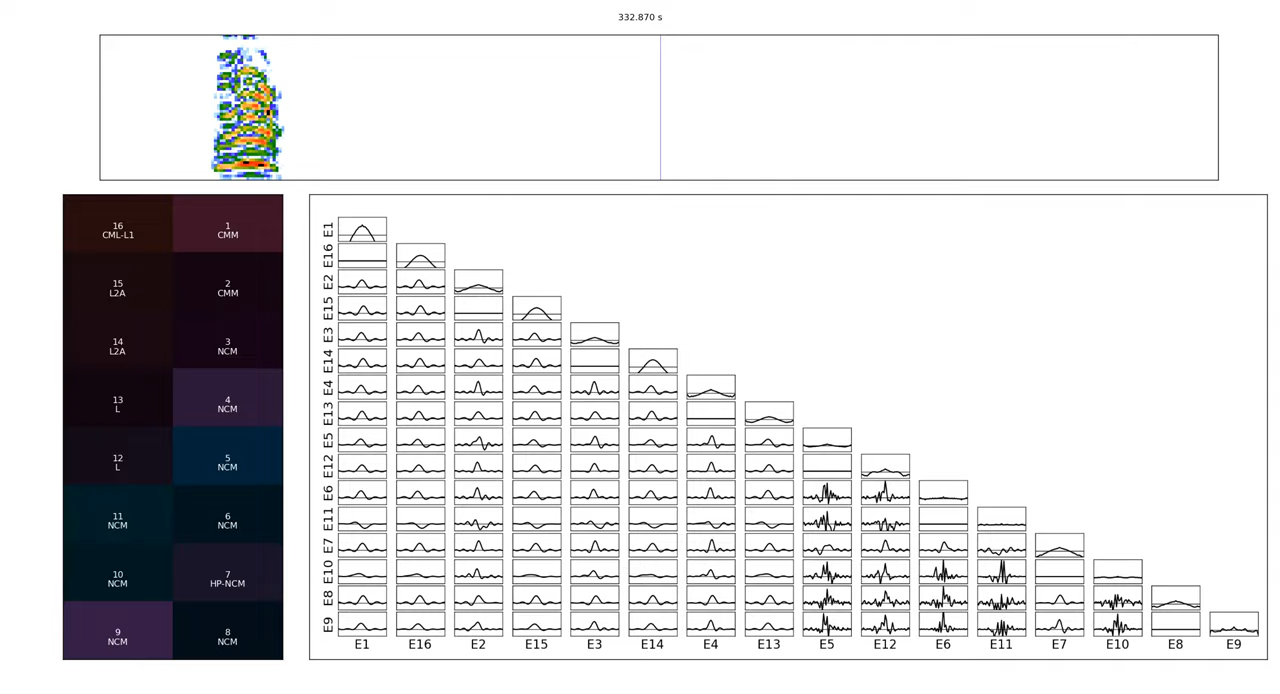 332.870 s
16
CML-L1
1
CMM
15
L2A
2
CMM
14
L2A
3
NCM
13
L
4
NCM
12
L
5
NCM
11
NCM
6
NCM
10
NCM
7
HP-NCM
9
NCM
8
NCM
E1
E16
E2
E15
E3
E14
E4
E13
E5
E12
E6
E11
E7
E10
E8
E9
E1 E16 E2 E15 E3 E14 E4 E13 E5 E12 E6 E11 E7 E10 E8 E9